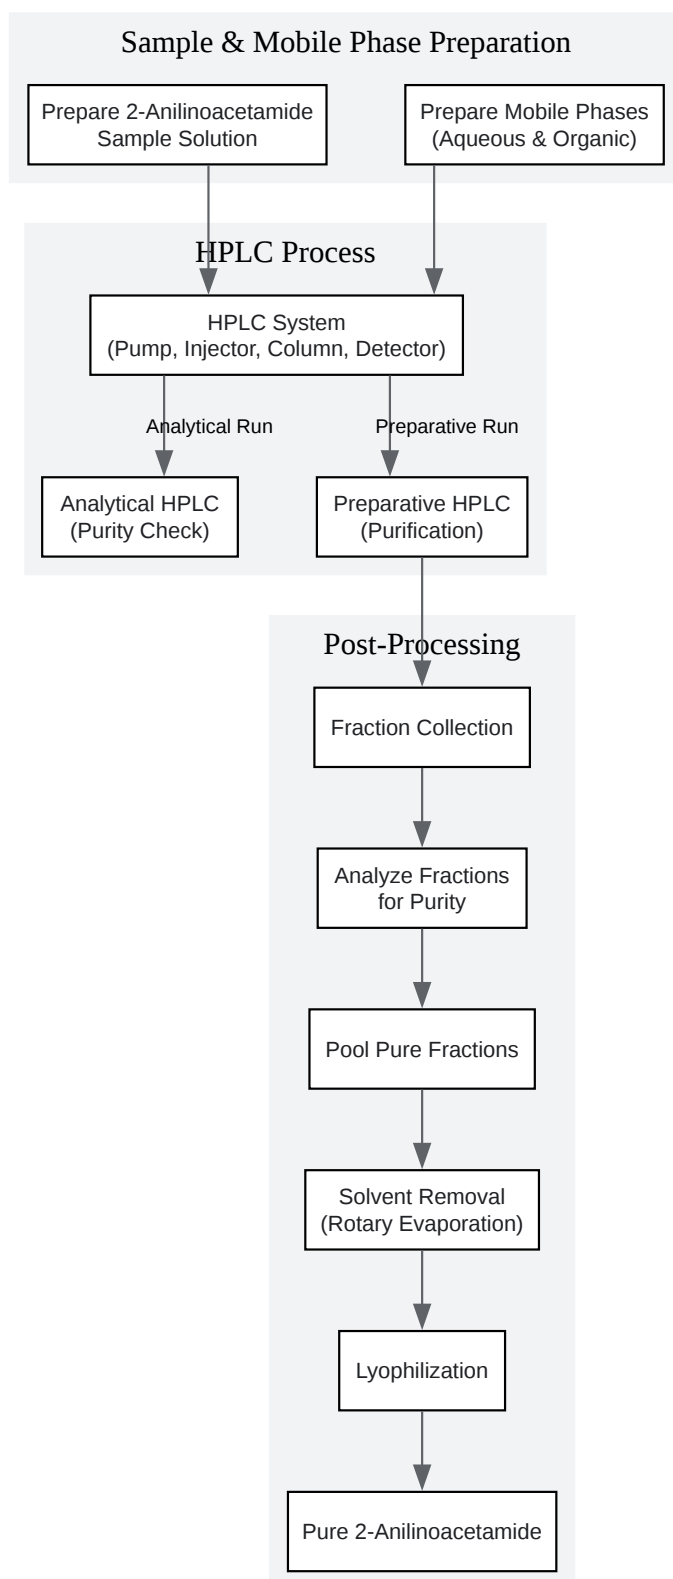 Sample & Mobile Phase Preparation
Prepare 2-Anilinoacetamide
Sample Solution
Prepare Mobile Phases
(Aqueous & Organic)
HPLC Process
HPLC System
(Pump, Injector, Column, Detector)
Analytical Run
Preparative Run
Analytical HPLC
(Purity Check)
Preparative HPLC
(Purification)
Post-Processing
Fraction Collection
Analyze Fractions
for Purity
Pool Pure Fractions
Solvent Removal
(Rotary Evaporation)
Lyophilization
Pure 2-Anilinoacetamide